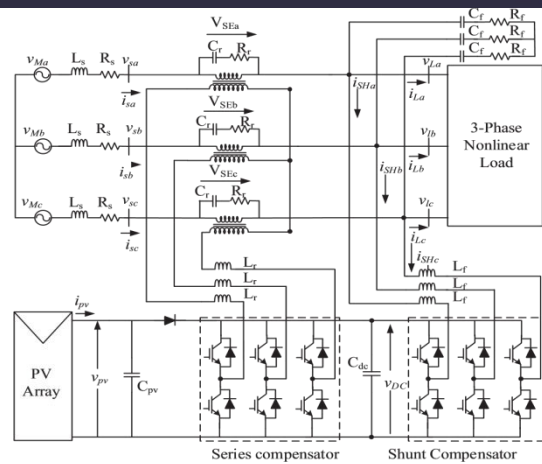 V_SEa
C_r R_r
C_f R_f
C_f R_f
C_f R_f
v_Ma L_s R_s v_sa
i_sa
i_SHa
v_La
i_La
3-Phase
Nonlinear
Load
V_SEb
C_r R_r
v_Mb L_s R_s v_sb
i_sb
i_SHb
v_lb
i_Lb
V_SEc
C_r R_r
v_Mc L_s R_s v_sc
i_sc
v_lc
i_Lc
i_SHc
L_r
L_r
L_r
L_f
L_f
L_f
i_pv
PV
Array
v_pv
C_pv
C_dc
v_DC
Series compensator
Shunt Compensator